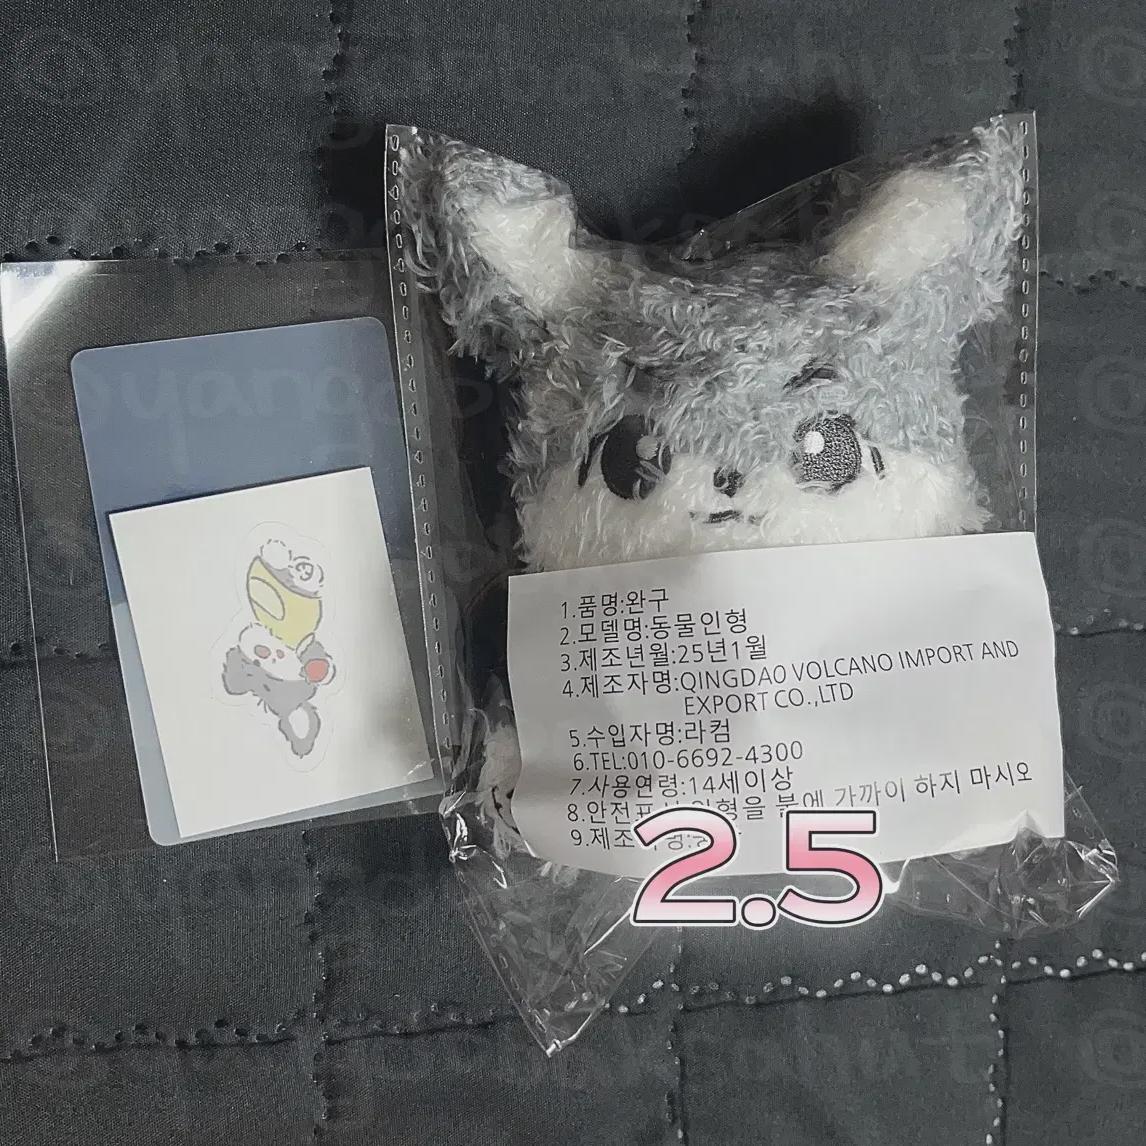 1.품명:완구
2.모델명:동물인형
3.제조년월:25년1월
4.제조자명:QINGDAO VOLCANO IMPORT AND
EXPORT CO.,LTD
5.수입자명:라컴
6.TEL:010-6692-4300
7.사용연령:14세이상
8.안전표시:인형을 불에 가까이 하지 마시오
9.제조
2.5